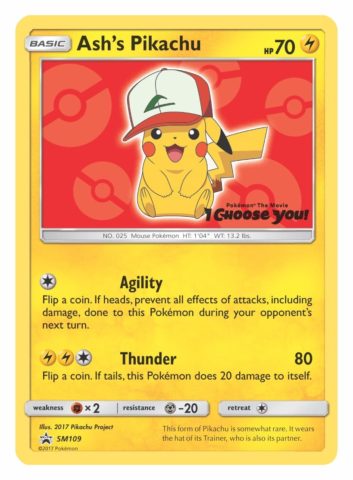 BASIC Ash's Pikachu HP70
Pokémon® The Movie
I Choose You!
NO. 025 Mouse Pokémon HT: 1'04" WT: 13.2 lbs.
Agility
Flip a coin. If heads, prevent all effects of attacks, including
damage, done to this Pokémon during your opponent's
next turn.
Thunder 80
Flip a coin. If tails, this Pokémon does 20 damage to itself.
weakness × 2 resistance -20 retreat
Illus. 2017 Pikachu Project
SM109
©2017 Pokémon
This form of Pikachu is somewhat rare. It wears
the hat of its Trainer, who is also its partner.